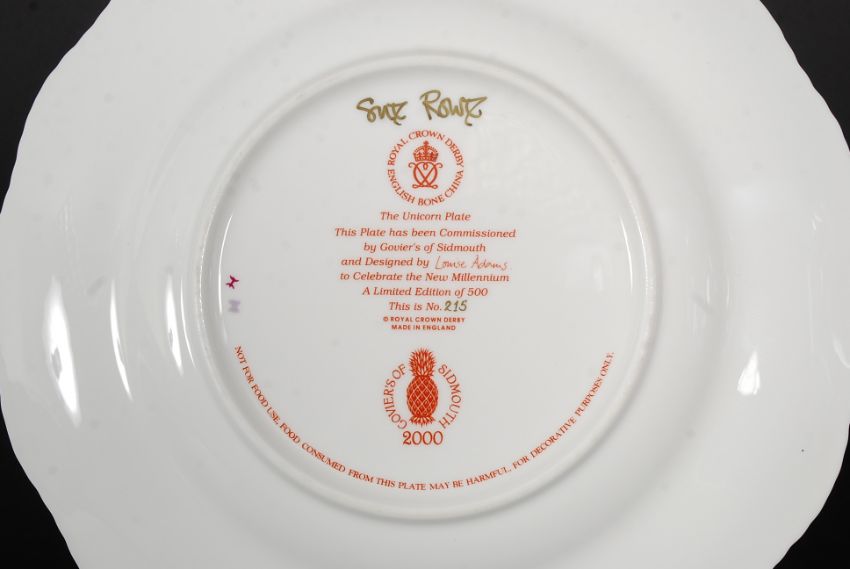 Sue Rowe
ROYAL CROWN DERBY
ENGLISH BONE CHINA
The Unicorn Plate
This Plate has been Commissioned
by Govier's of Sidmouth
and Designed by Louise Adams
to Celebrate the New Millennium
A Limited Edition of 500
This is No. 215
© ROYAL CROWN DERBY
MADE IN ENGLAND
GOVIER'S OF SIDMOUTH
2000
NOT FOR FOOD USE, FOOD CONSUMED FROM THIS PLATE MAY BE HARMFUL. FOR DECORATIVE PURPOSES ONLY.